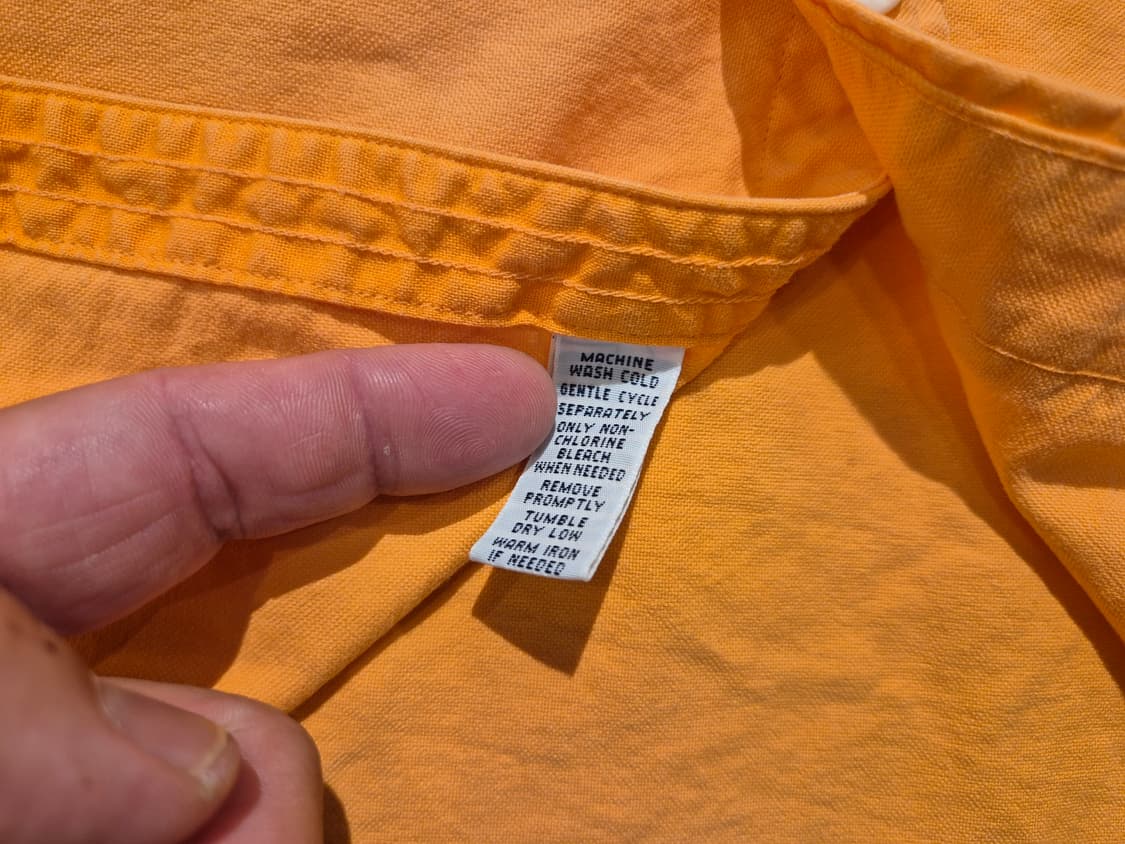 MACHINE
WASH COLD
GENTLE CYCLE
SEPARATELY
ONLY NON-
CHLORINE
BLEACH
WHEN NEEDED
REMOVE
PROMPTLY
TUMBLE
DRY LOW
WARM IRON
IF NEEDED